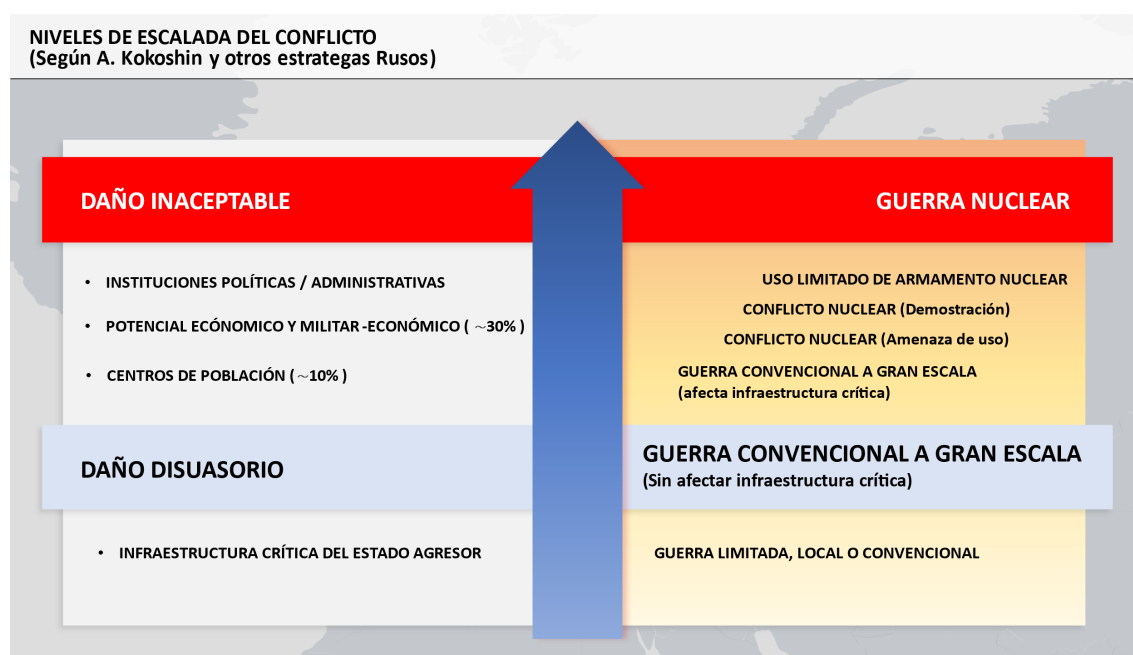 NIVELES DE ESCALADA DEL CONFLICTO
(Según A. Kokoshin y otros estrategas Rusos)
DAÑO INACEPTABLE
GUERRA NUCLEAR
• INSTITUCIONES POLÍTICAS / ADMINISTRATIVAS
• POTENCIAL ECÓNOMICO Y MILITAR-ECONÓMICO ( ~30% )
• CENTROS DE POBLACIÓN ( ~10% )
USO LIMITADO DE ARMAMENTO NUCLEAR
CONFLICTO NUCLEAR (Demostración)
CONFLICTO NUCLEAR (Amenaza de uso)
GUERRA CONVENCIONAL A GRAN ESCALA
(afecta infraestructura crítica)
DAÑO DISUASORIO
GUERRA CONVENCIONAL A GRAN ESCALA
(Sin afectar infraestructura crítica)
• INFRAESTRUCTURA CRÍTICA DEL ESTADO AGRESOR
GUERRA LIMITADA, LOCAL O CONVENCIONAL